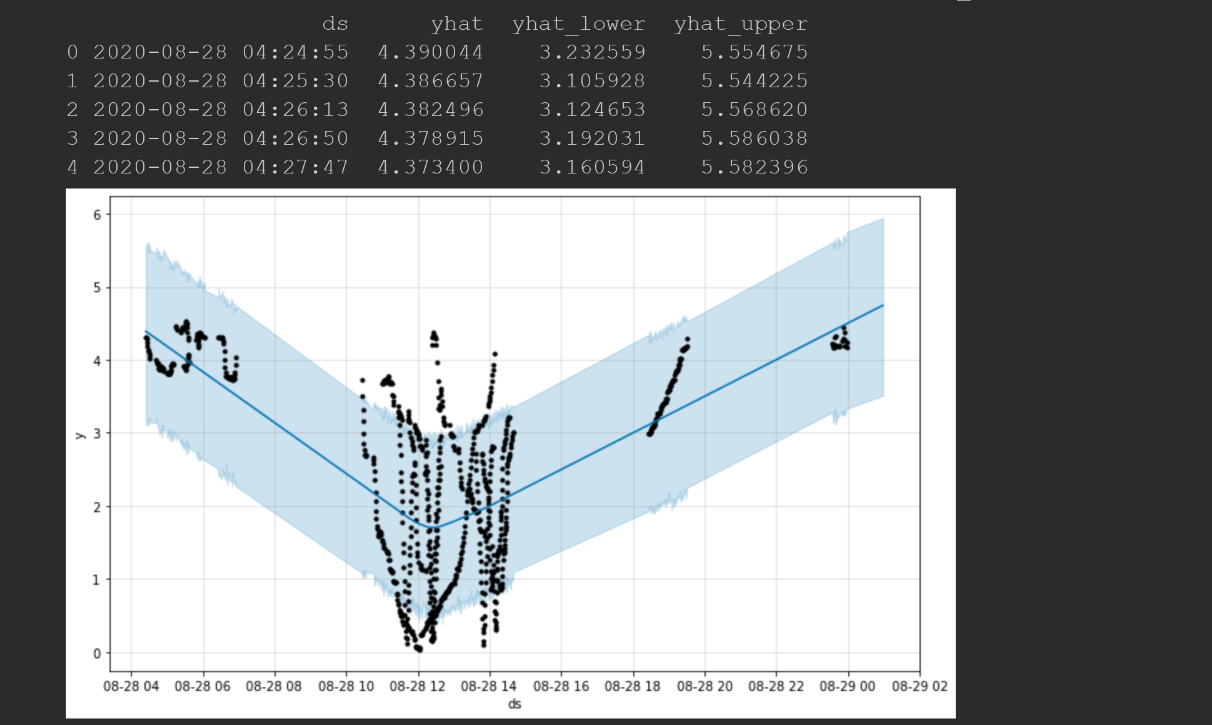 ds yhat yhat_lower yhat_upper
0 2020-08-28 04:24:55 4.390044 3.232559 5.554675
1 2020-08-28 04:25:30 4.386657 3.105928 5.544225
2 2020-08-28 04:26:13 4.382496 3.124653 5.568620
3 2020-08-28 04:26:50 4.378915 3.192031 5.586038
4 2020-08-28 04:27:47 4.373400 3.160594 5.582396
6
5
4
y
3
2
1
0
08-28 04 08-28 06 08-28 08 08-28 10 08-28 12 08-28 14 08-28 16 08-28 18 08-28 20 08-28 22 08-29 00 08-29 02
ds